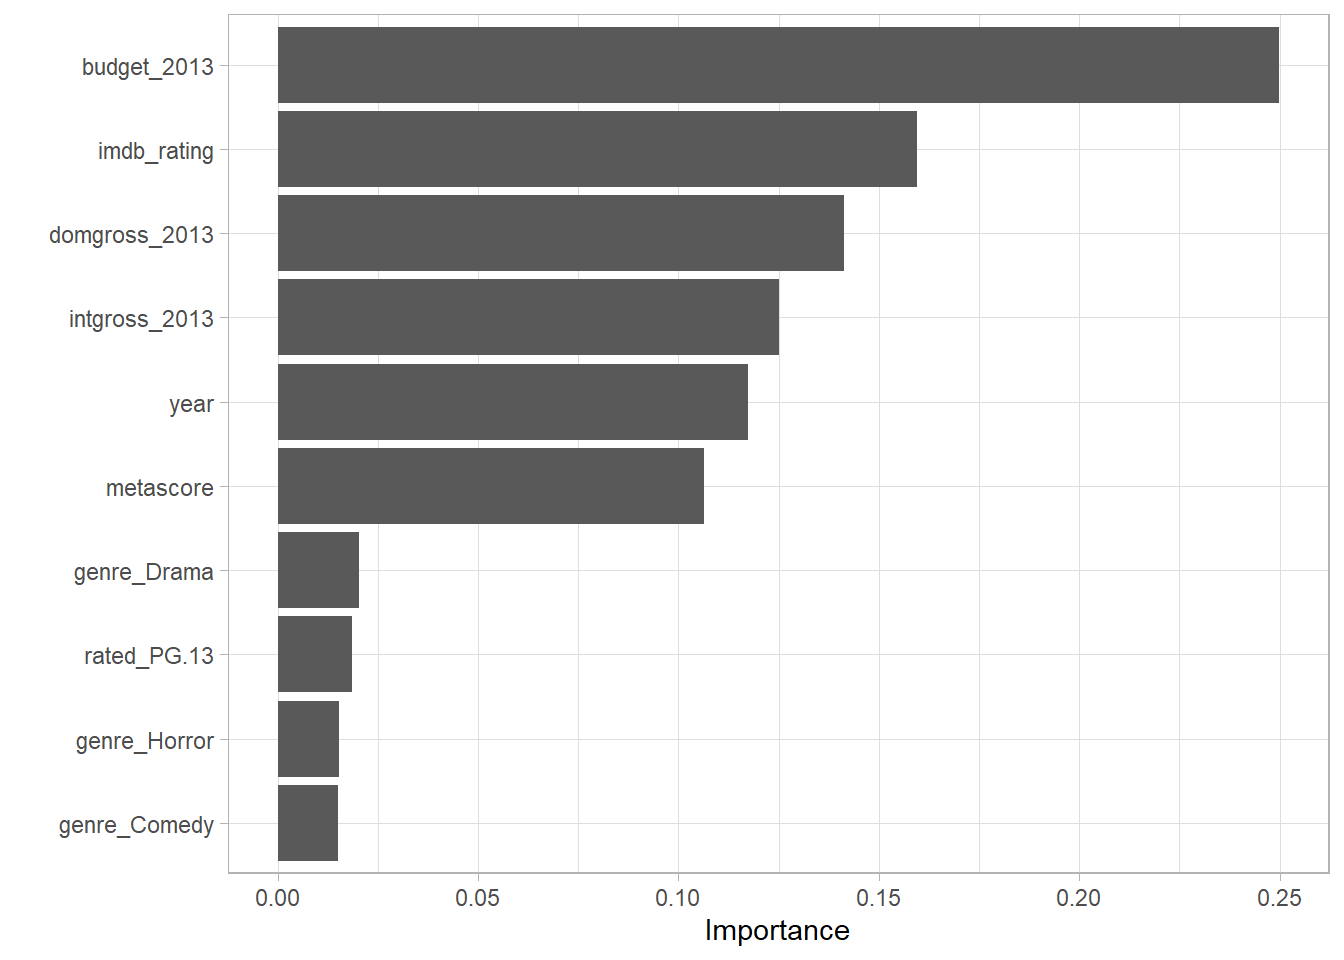 budget_2013
imdb_rating
domgross_2013
intgross_2013
year
metascore
genre_Drama
rated_PG.13
genre_Horror
genre_Comedy
0.00 0.05 0.10 0.15 0.20 0.25
Importance